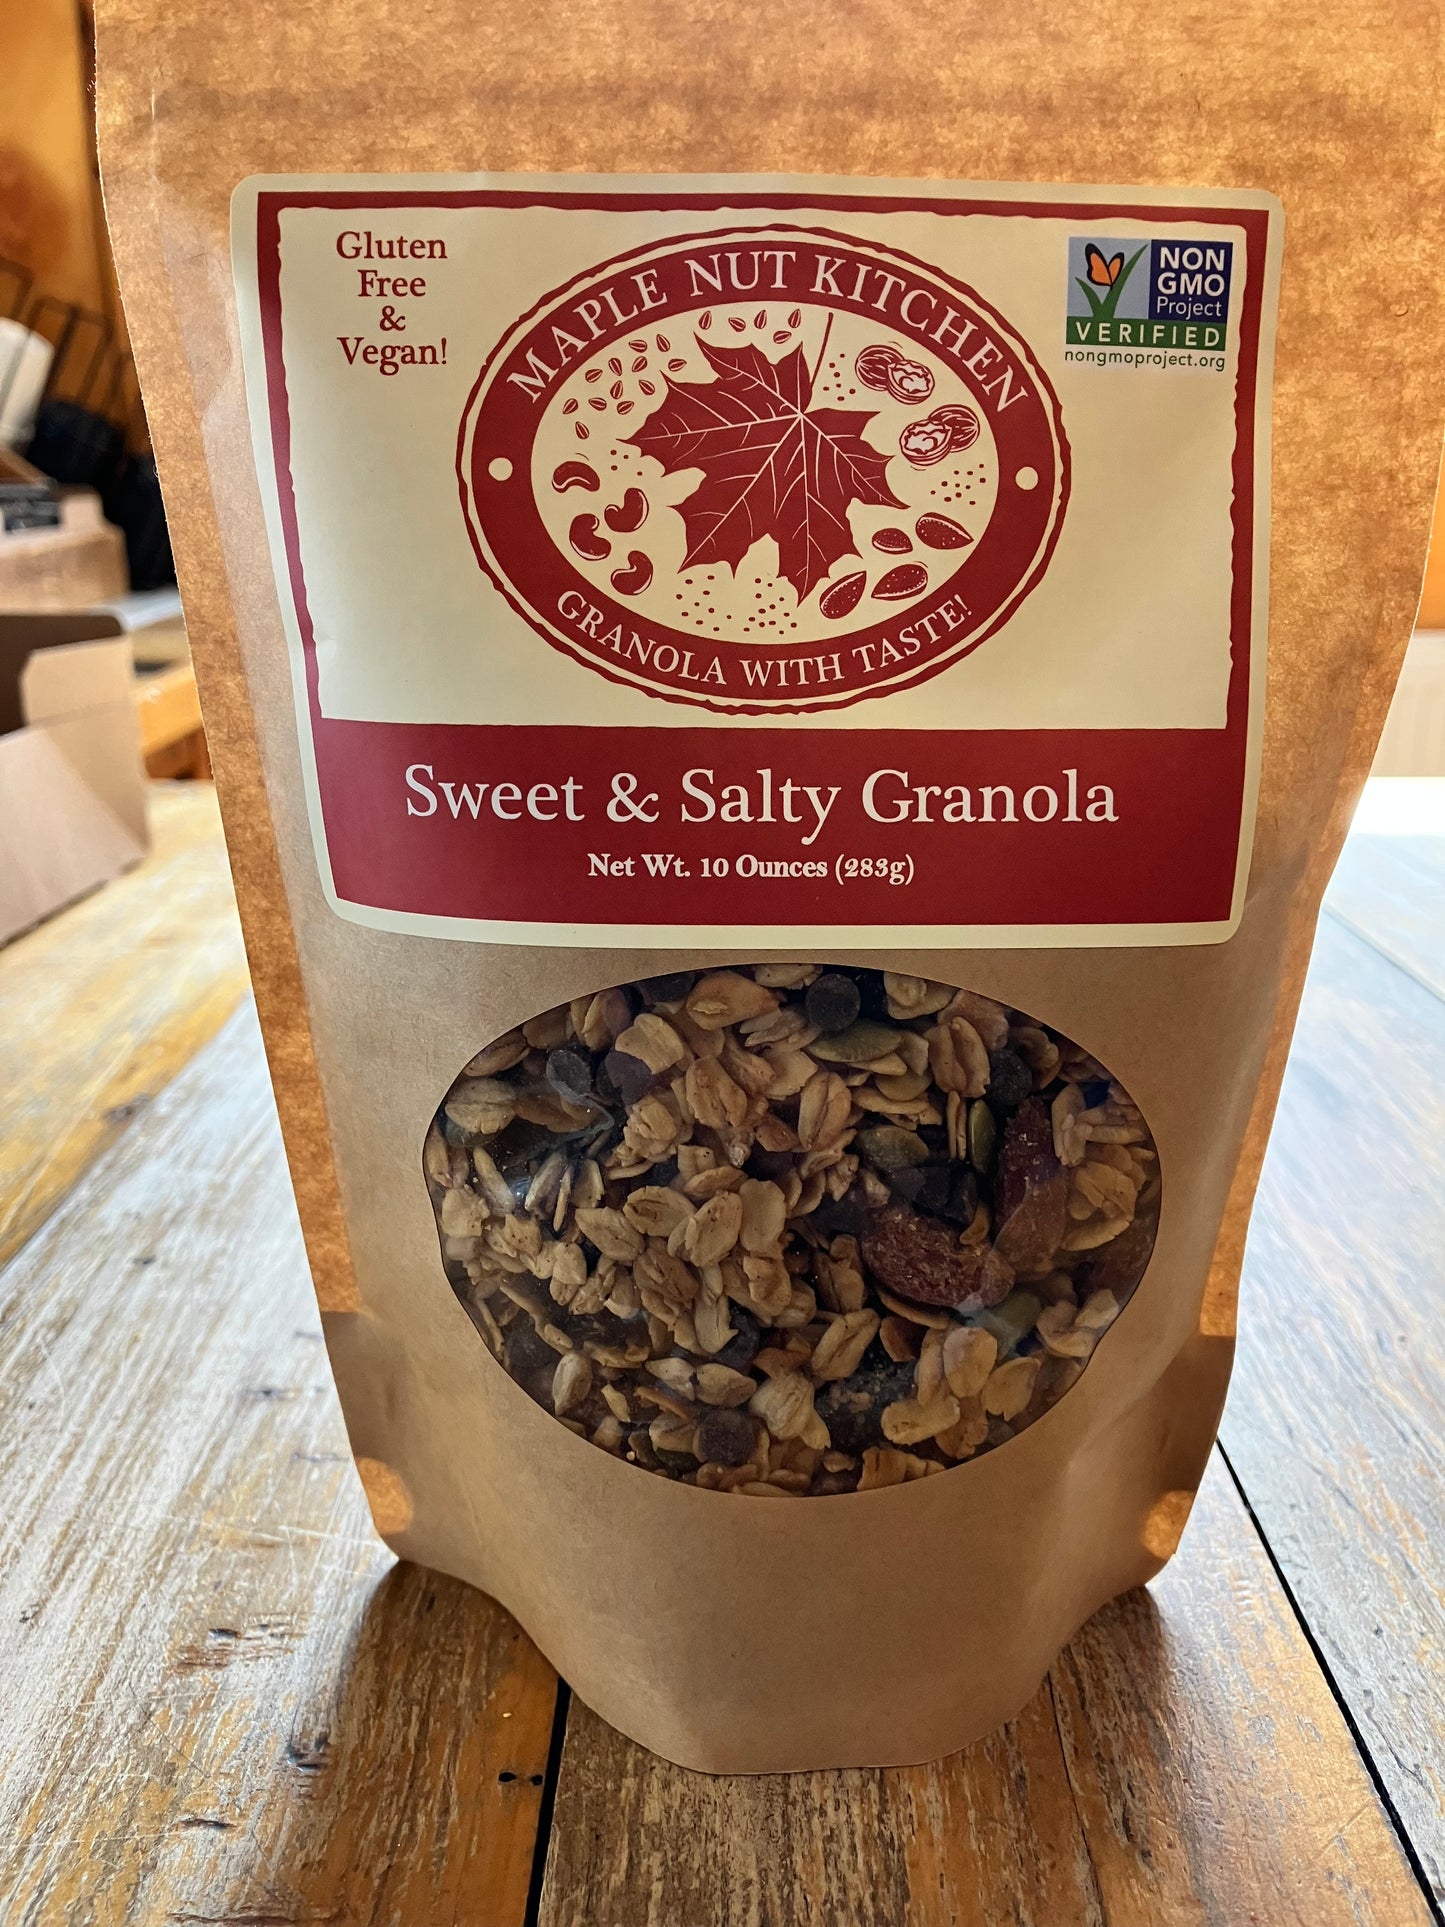 Gluten
Free
&
Vegan!
MAPLE NUT KITCHEN
GRANOLA WITH TASTE!
NON
GMO
Project
VERIFIED
nongmoproject.org
Sweet & Salty Granola
Net Wt. 10 Ounces (283g)